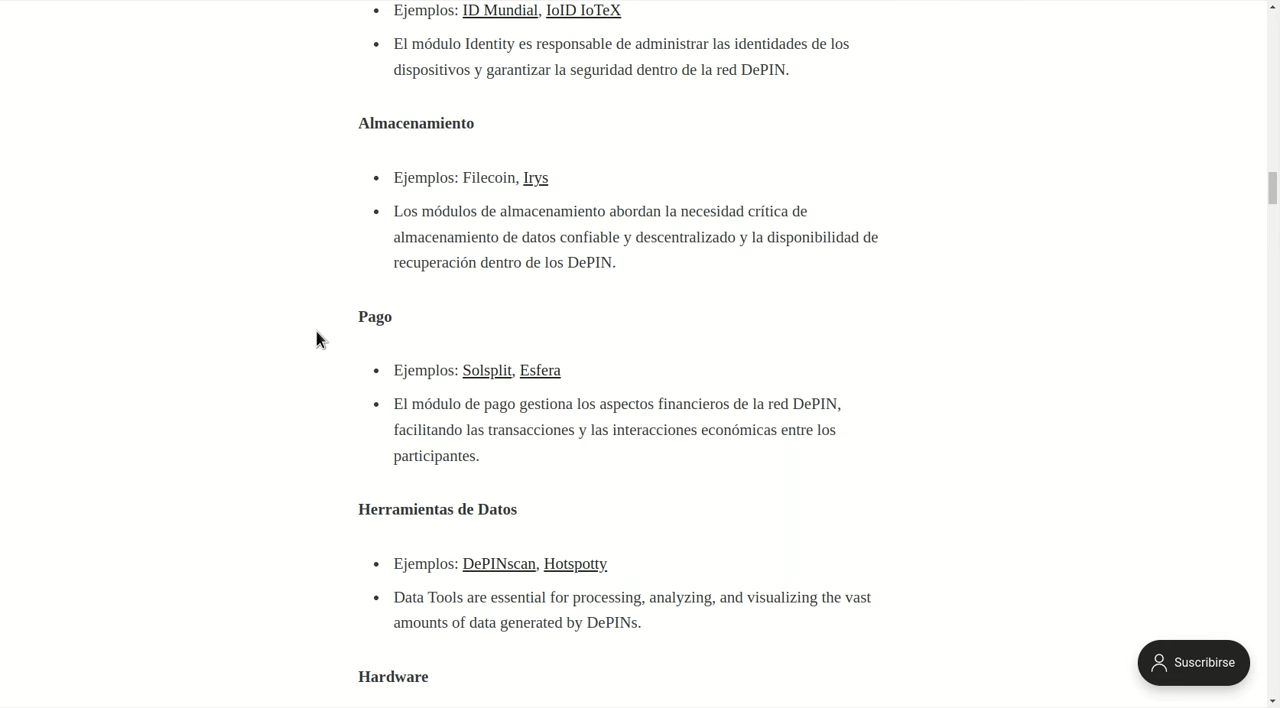 Ejemplos: ID Mundial, IoID IoTeX
El módulo Identity es responsable de administrar las identidades de los
dispositivos y garantizar la seguridad dentro de la red DePIN.
Almacenamiento
Ejemplos: Filecoin, Irys
Los módulos de almacenamiento abordan la necesidad crítica de
almacenamiento de datos confiable y descentralizado y la disponibilidad de
recuperación dentro de los DePIN.
Pago
Ejemplos: Solsplit, Esfera
El módulo de pago gestiona los aspectos financieros de la red DePIN,
facilitando las transacciones y las interacciones económicas entre los
participantes.
Herramientas de Datos
Ejemplos: DePINscan, Hotspotty
Data Tools are essential for processing, analyzing, and visualizing the vast
amounts of data generated by DePINs.
Hardware
Suscribirse